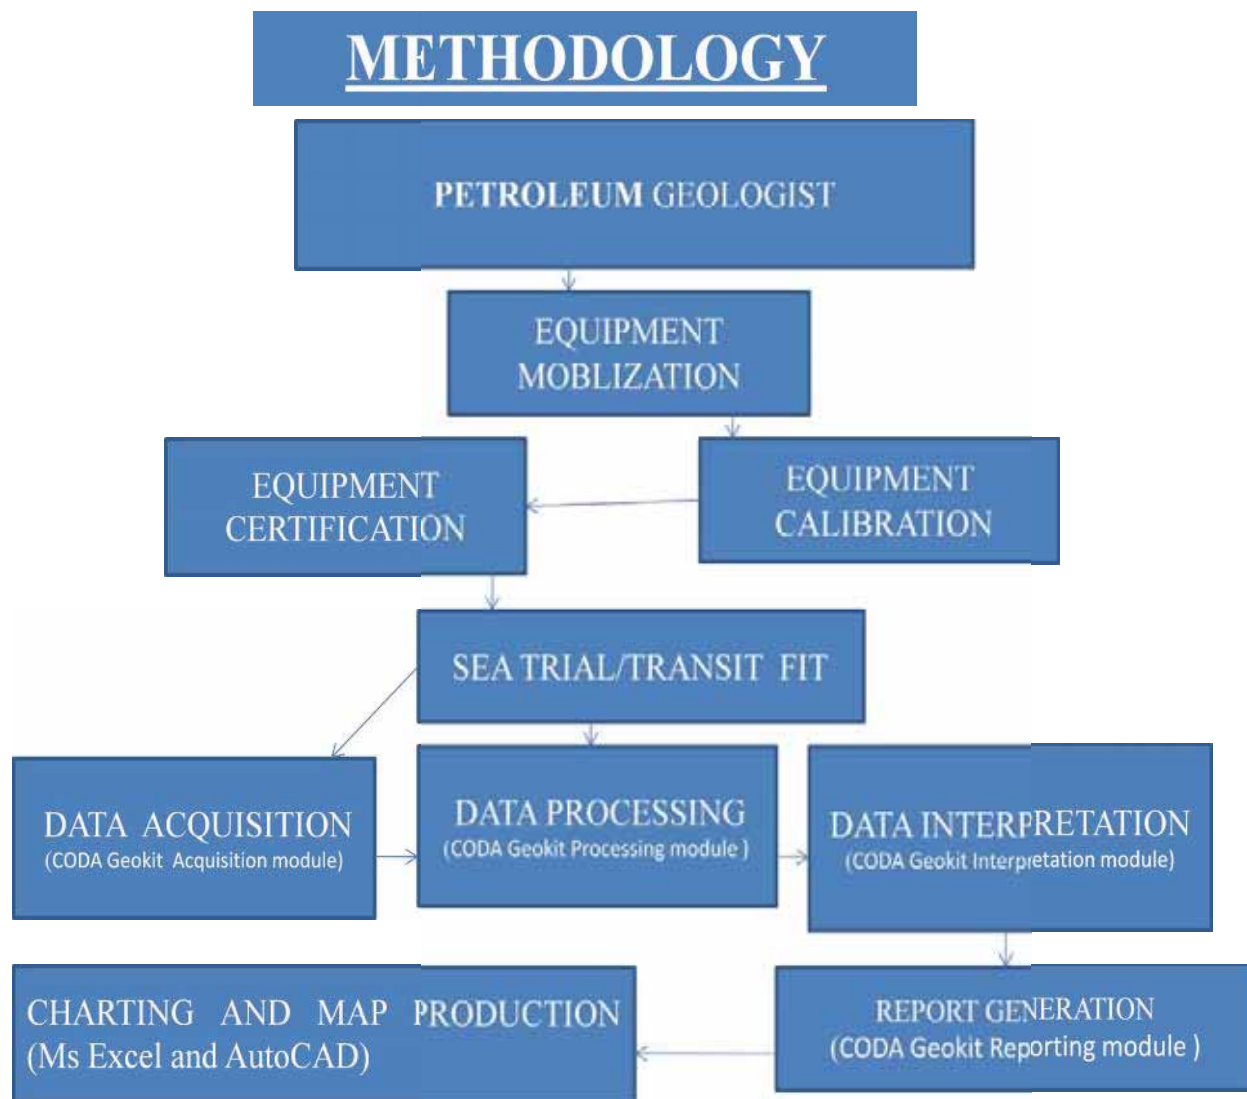 METHODOLOGY
PETROLEUM GEOLOGIST
EQUIPMENT
MOBLIZATION
EQUIPMENT
CERTIFICATION
EQUIPMENT
CALIBRATION
SEA TRIAL/TRANSIT FIT
DATA ACQUISITION
(CODA Geokit Acquisition module)
DATA PROCESSING
(CODA Geokit Processing module )
DATA INTERPRETATION
(CODA Geokit Interpretation module)
CHARTING AND MAP PRODUCTION
(Ms Excel and AutoCAD)
REPORT GENERATION
(CODA Geokit Reporting module )